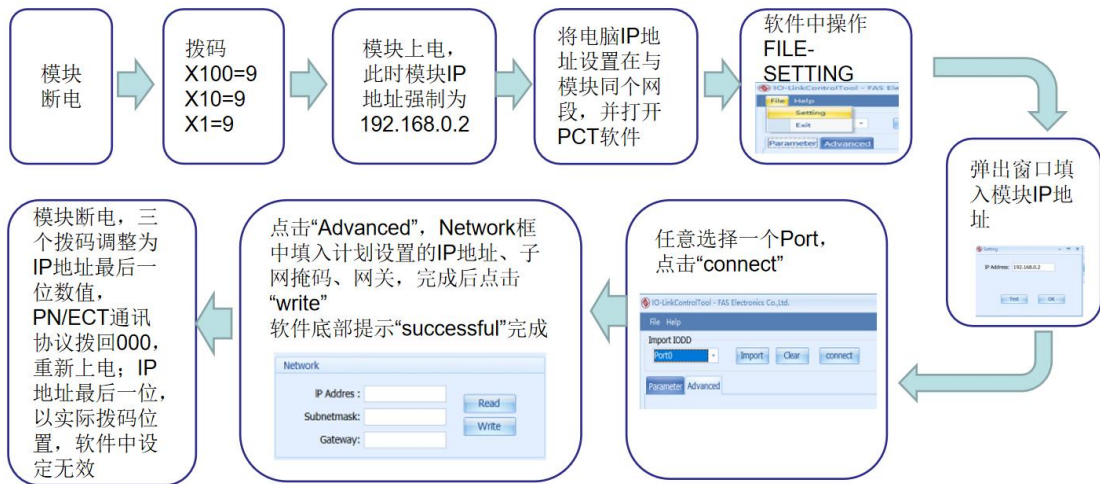 模块
断电
拨码
X100=9
X10=9
X1=9
模块上电，
此时模块IP
地址强制为
192.168.0.2
将电脑IP地
址设置在与
模块同个网
段，并打开
PCT软件
软件中操作
FILE-
SETTING
IO-LinkControlTool - FAS Ele
File Help
Setting
Exit
Parameter Advanced
弹出窗口填
入模块IP地
址
Setting
IP Address: 192.168.0.2
Test OK
任意选择一个Port，
点击“connect”
IO-LinkControlTool - FAS Electronics Co.,Ltd.
File Help
Import IODD
Port0 Import Clear connect
Parameter Advanced
点击“Advanced”，Network框
中填入计划设置的IP地址、子
网掩码、网关，完成后点击
“write”
软件底部提示“successful”完成
Network
IP Addres :
Read
Subnetmask:
Write
Gateway:
模块断电，三
个拨码调整为
IP地址最后一
位数值，
PN/ECT通讯
协议拨回000，
重新上电；IP
地址最后一位，
以实际拨码位
置，软件中设
定无效